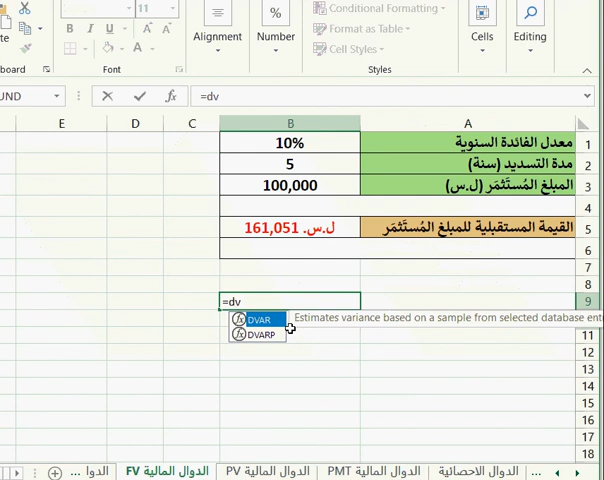 11
B I U
Alignment
%
Number
Conditional Formatting
Format as Table
Cell Styles
Cells
Editing
Font
Styles
UND
fx =dv
E D C B A
معدل الفائدة السنوية 10% 1
مدة التسديد (سنة) 5 2
المبلغ المُستَثمَر (ل.س) 100,000 3
4
القيمة المستقبلية للمبلغ المُستَثمَر ل.س. 161,051 5
6
7
8
=dv 9
DVAR
Estimates variance based on a sample from selected database ent
DVARP
11
12
13
14
15
16
17
18
... الدوا
الدوال المالية FV
الدوال المالية PV
الدوال المالية PMT
الدوال الاحصائية
...